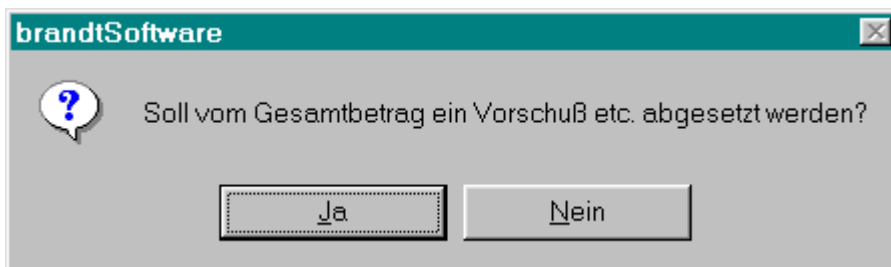 brandtSoftware
Soll vom Gesamtbetrag ein Vorschuß etc. abgesetzt werden?
Ja
Nein